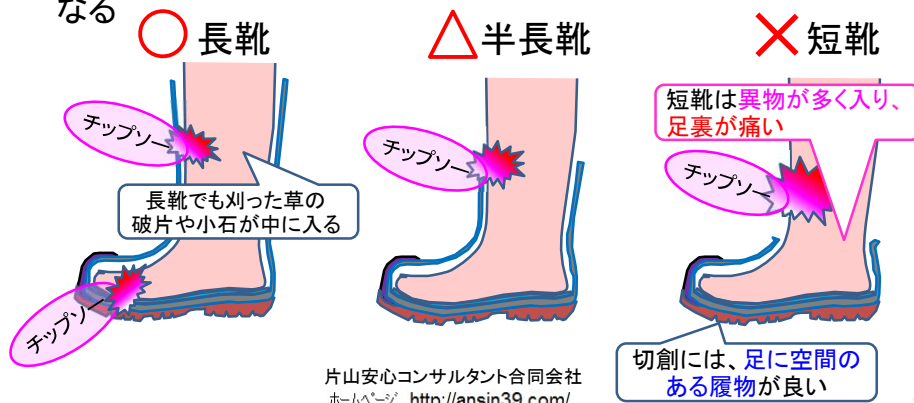 なる
○ 長靴
△ 半長靴
× 短靴
チップソー
長靴でも刈った草の
破片や小石が中に入る
チップソー
チップソー
短靴は異物が多く入り、
足裏が痛い
チップソー
切創には、足に空間の
ある履物が良い
片山安心コンサルタント合同会社
ホームページ http://ansin39.com/